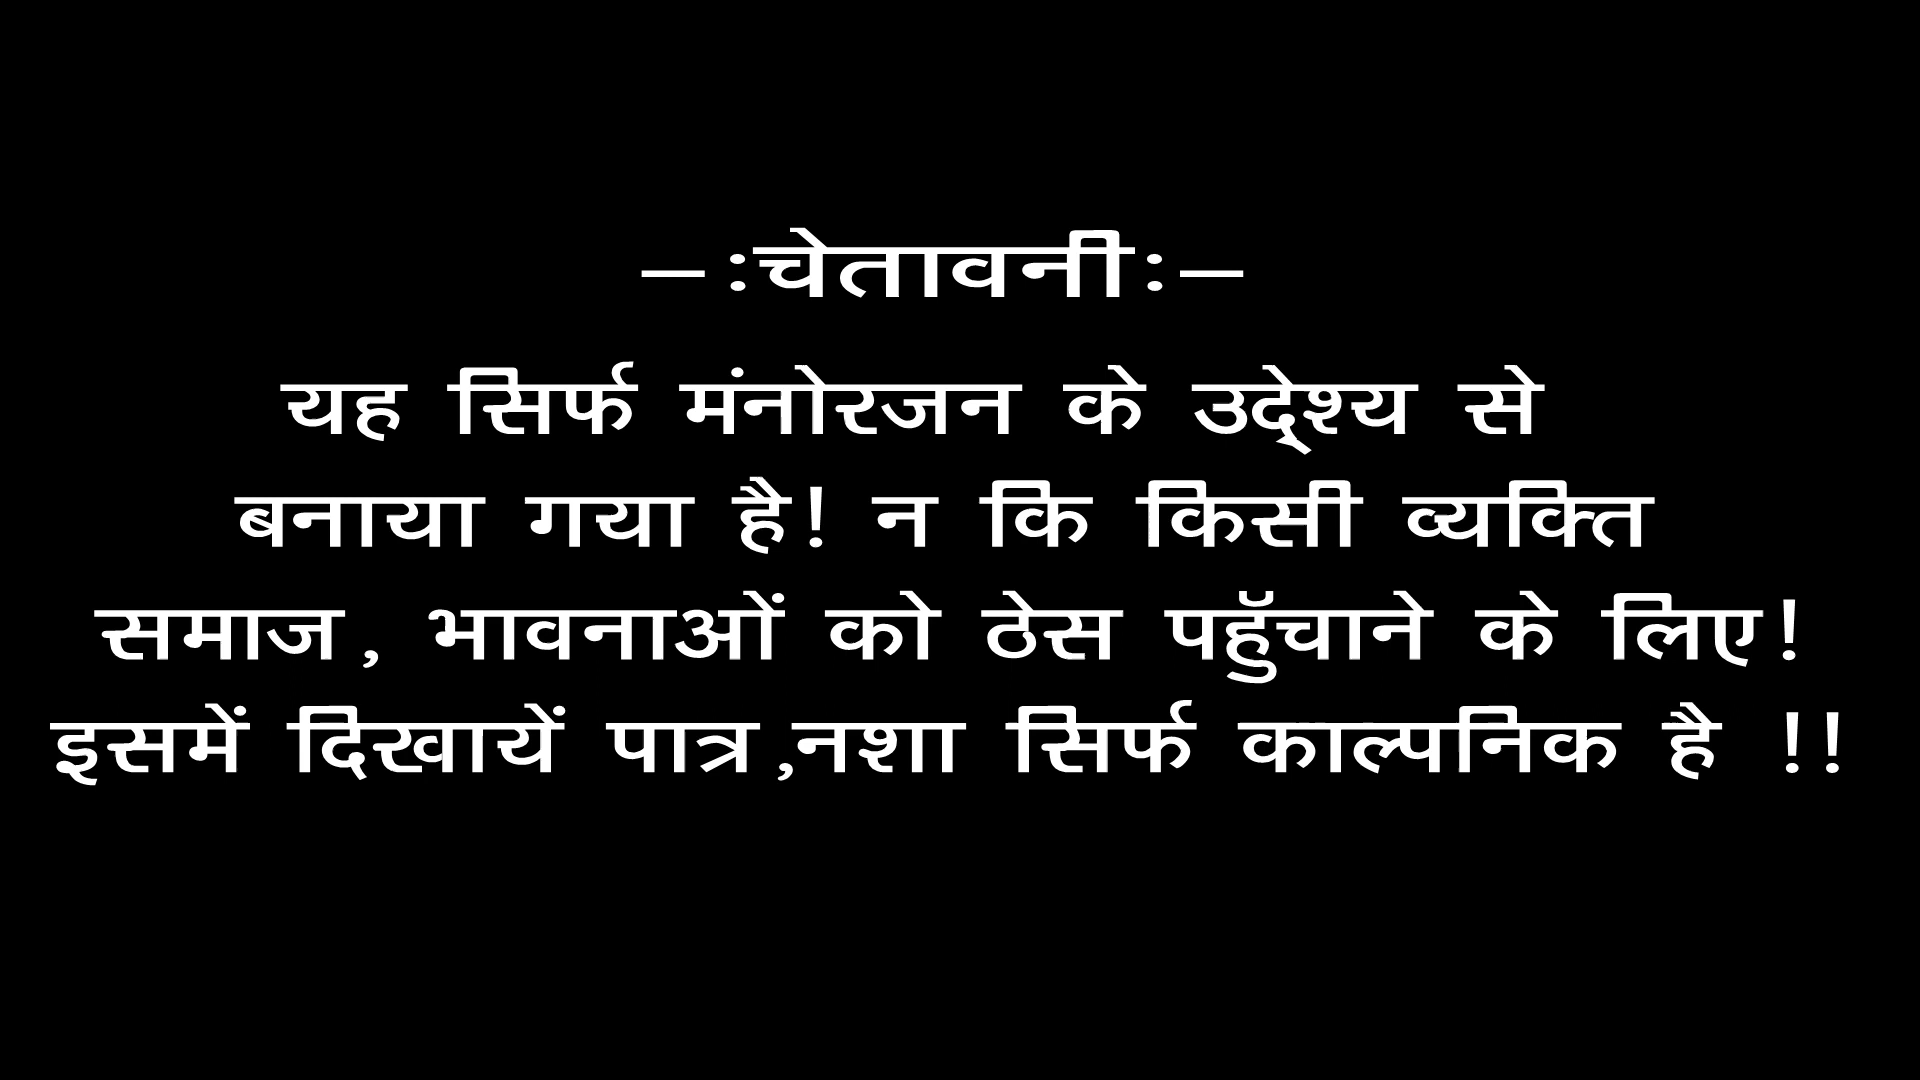 –ःचेतावनीः–
यह सिर्फ मंनोरजन के उद्देश्य से
बनाया गया है! न कि किसी व्यक्ति
समाज, भावनाओं को ठेस पहुॅचाने के लिए!
इसमें दिखायें पात्र,नशा सिर्फ काल्पनिक है !!